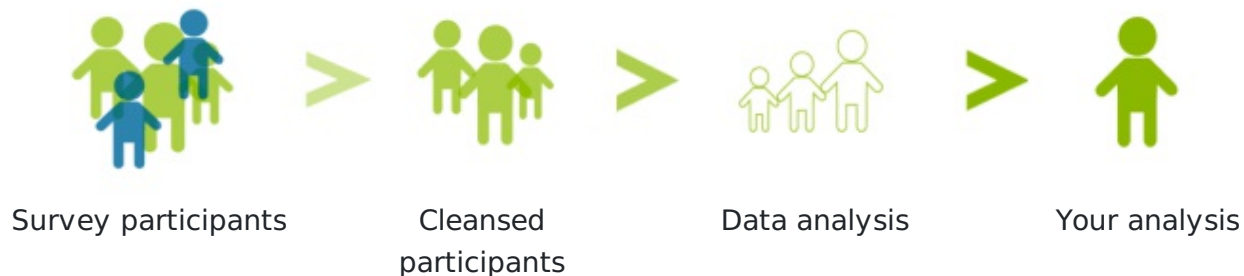 Survey participants
Cleansed
participants
Data analysis
Your analysis